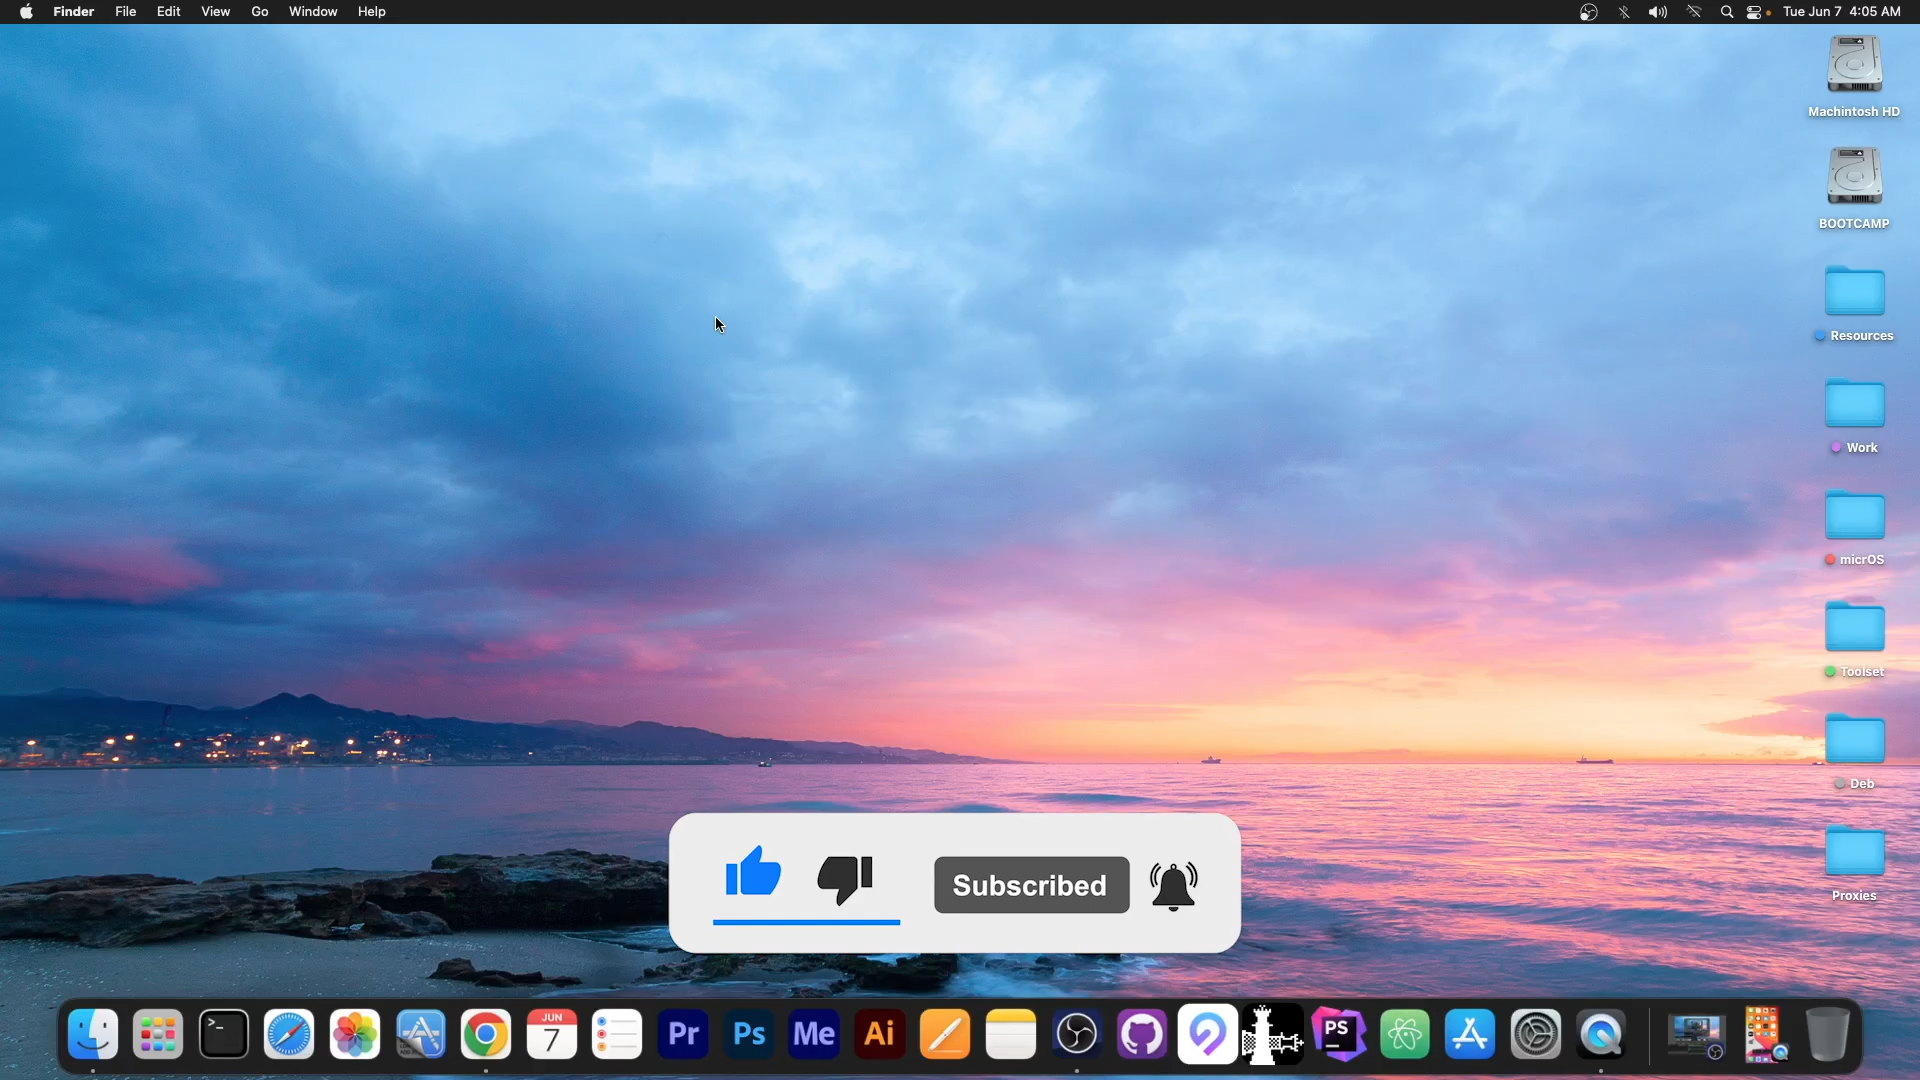 Finder File Edit View Go Window Help Tue Jun 7 4:05 AM
Machintosh HD
BOOTCAMP
Resources
Work
micrOS
Toolset
Deb
Proxies
Subscribed
>_
JUN
7
Pr
Ps
Me
Ai
PS